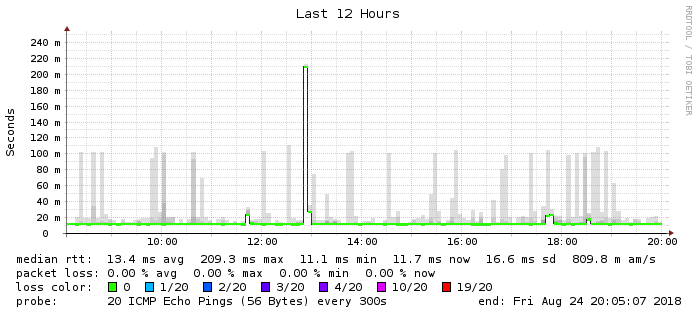 Last 12 Hours
RRDTOOL / TOBI OETIKER
Seconds
240 m
220 m
200 m
180 m
160 m
140 m
120 m
100 m
80 m
60 m
40 m
20 m
0
10:00 12:00 14:00 16:00 18:00 20:00
median rtt: 13.4 ms avg 209.3 ms max 11.1 ms min 11.7 ms now 16.6 ms sd 809.8 m am/s
packet loss: 0.00 % avg 0.00 % max 0.00 % min 0.00 % now
loss color: 0 1/20 2/20 3/20 4/20 10/20 19/20
probe: 20 ICMP Echo Pings (56 Bytes) every 300s end: Fri Aug 24 20:05:07 2018